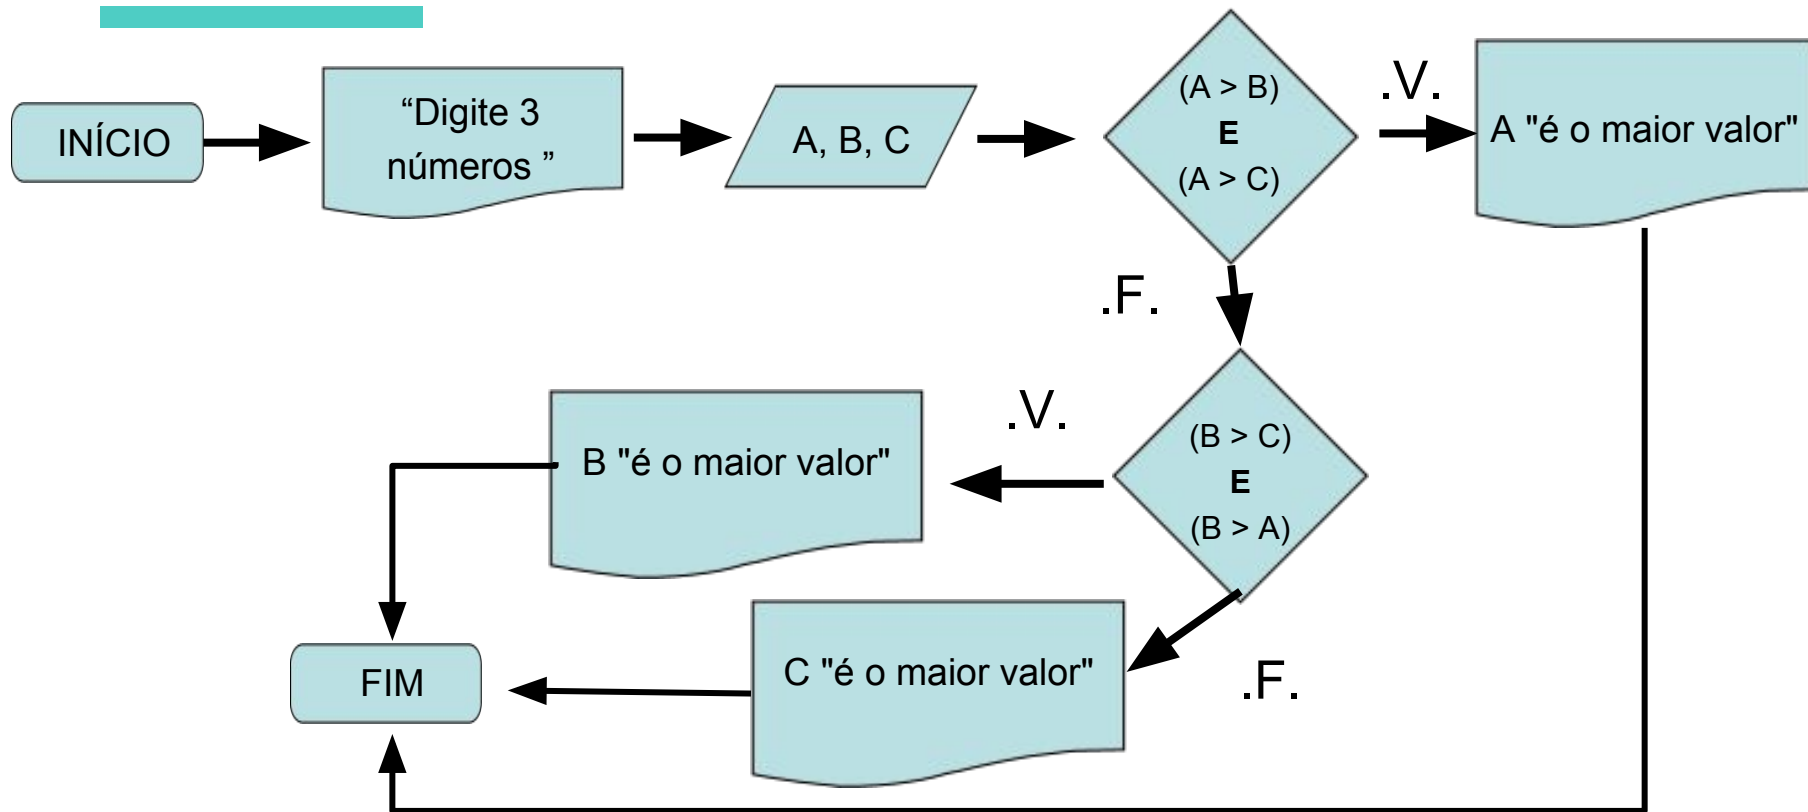 INÍCIO
“Digite 3
números ”
A, B, C
(A > B)
E
(A > C)
.V.
A "é o maior valor"
.F.
(B > C)
E
(B > A)
.V.
B "é o maior valor"
.F.
C "é o maior valor"
FIM